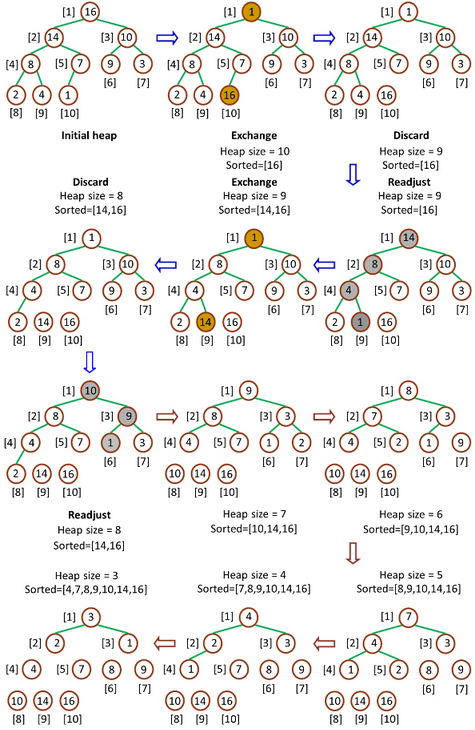 [1] 16 [1] 1 [1] 1
[2] 14 [3] 10 [2] 14 [3] 10 [2] 14 [3] 10
[4] 8 [5] 7 9 3 [4] 8 [5] 7 9 3 [4] 8 [5] 7 9 3
[6] [7] [6] [7] [6] [7]
2 4 1 2 4 16 2 4 16
[8] [9] [10] [8] [9] [10] [8] [9] [10]
Initial heap Exchange Discard
Heap size = 10 Heap size = 9
Sorted=[16] Sorted=[16]
Discard Exchange Readjust
Heap size = 8 Heap size = 9 Heap size = 9
Sorted=[14,16] Sorted=[14,16] Sorted=[16]
[1] 1 [1] 1 [1] 14
[2] 8 [3] 10 [2] 8 [3] 10 [2] 8 [3] 10
[4] 4 [5] 7 9 3 [4] 4 [5] 7 9 3 [4] 4 [5] 7 9 3
[6] [7] [6] [7] [6] [7]
2 14 16 2 14 16 2 1 16
[8] [9] [10] [8] [9] [10] [8] [9] [10]
[1] 10 [1] 9 [1] 8
[2] 8 [3] 9 [2] 8 [3] 3 [2] 7 [3] 3
[4] 4 [5] 7 1 3 [4] 4 [5] 7 1 2 [4] 4 [5] 2 1 9
[6] [7] [6] [7] [6] [7]
2 14 16 10 14 16 10 14 16
[8] [9] [10] [8] [9] [10] [8] [9] [10]
Readjust Heap size = 7 Heap size = 6
Heap size = 8 Sorted=[10,14,16] Sorted=[9,10,14,16]
Sorted=[14,16]
Heap size = 3 Heap size = 4 Heap size = 5
Sorted=[4,7,8,9,10,14,16] Sorted=[7,8,9,10,14,16] Sorted=[8,9,10,14,16]
[1] 3 [1] 4 [1] 7
[2] 2 [3] 1 [2] 2 [3] 3 [2] 4 [3] 3
[4] 4 [5] 7 8 9 [4] 1 [5] 7 8 9 [4] 1 [5] 2 8 9
[6] [7] [6] [7] [6] [7]
10 14 16 10 14 16 10 14 16
[8] [9] [10] [8] [9] [10] [8] [9] [10]